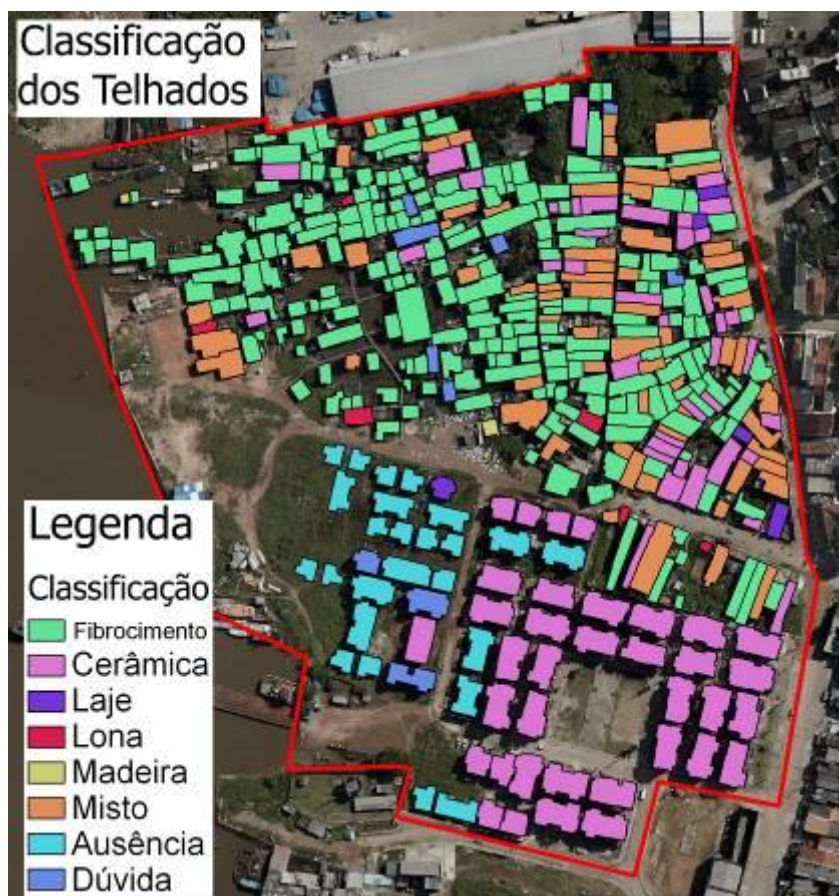 Classificação
dos Telhados
Legenda
Classificação
Fibrocimento
Cerâmica
Laje
Lona
Madeira
Misto
Ausência
Dúvida